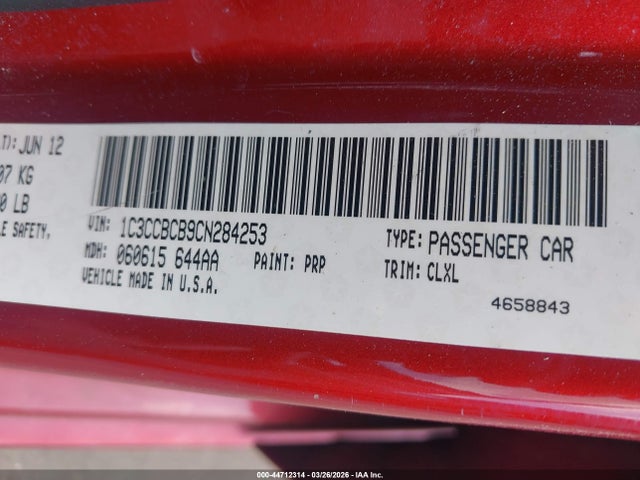 LT): JUN 12
07 KG
0 LB
LE SAFETY,
VIN: 1C3CCBCB9CN284253
MDH: 060615 644AA
PAINT: PRP
VEHICLE MADE IN U.S.A.
TYPE: PASSENGER CAR
TRIM: CLXL
4658843
000-44712314 | 03/26/2026 | IAA Inc.